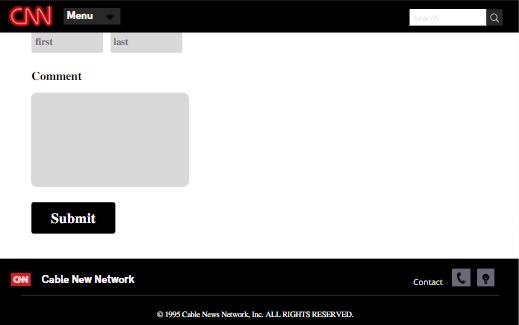 CNN
Menu
search
first last
Comment
Submit
CNN Cable New Network
Contact
© 1995 Cable News Network, Inc. ALL RIGHTS RESERVED.